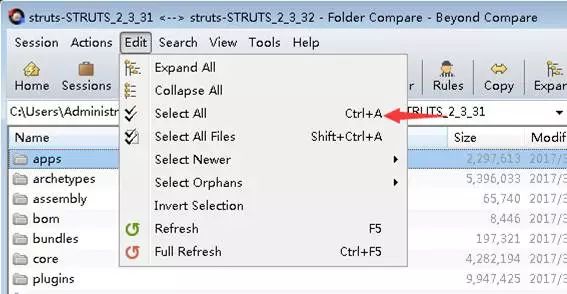 struts-STRUTS_2_3_31 <--> struts-STRUTS_2_3_32 - Folder Compare - Beyond Compare
Session Actions Edit Search View Tools Help
Home Sessions Rules Copy Expan
Expand All
Collapse All
Select All Ctrl+A
Select All Files Shift+Ctrl+A
Select Newer
Select Orphans
Invert Selection
Refresh F5
Full Refresh Ctrl+F5
C:\Users\Administr TRUTS_2_3_31
Name Size Modif
apps 2,297,613 2017/3
archetypes 5,396,033 2017/3
assembly 65,740 2017/3
bom 8,446 2017/3
bundles 197,321 2017/3
core 4,282,194 2017/3
plugins 9,947,425 2017/3